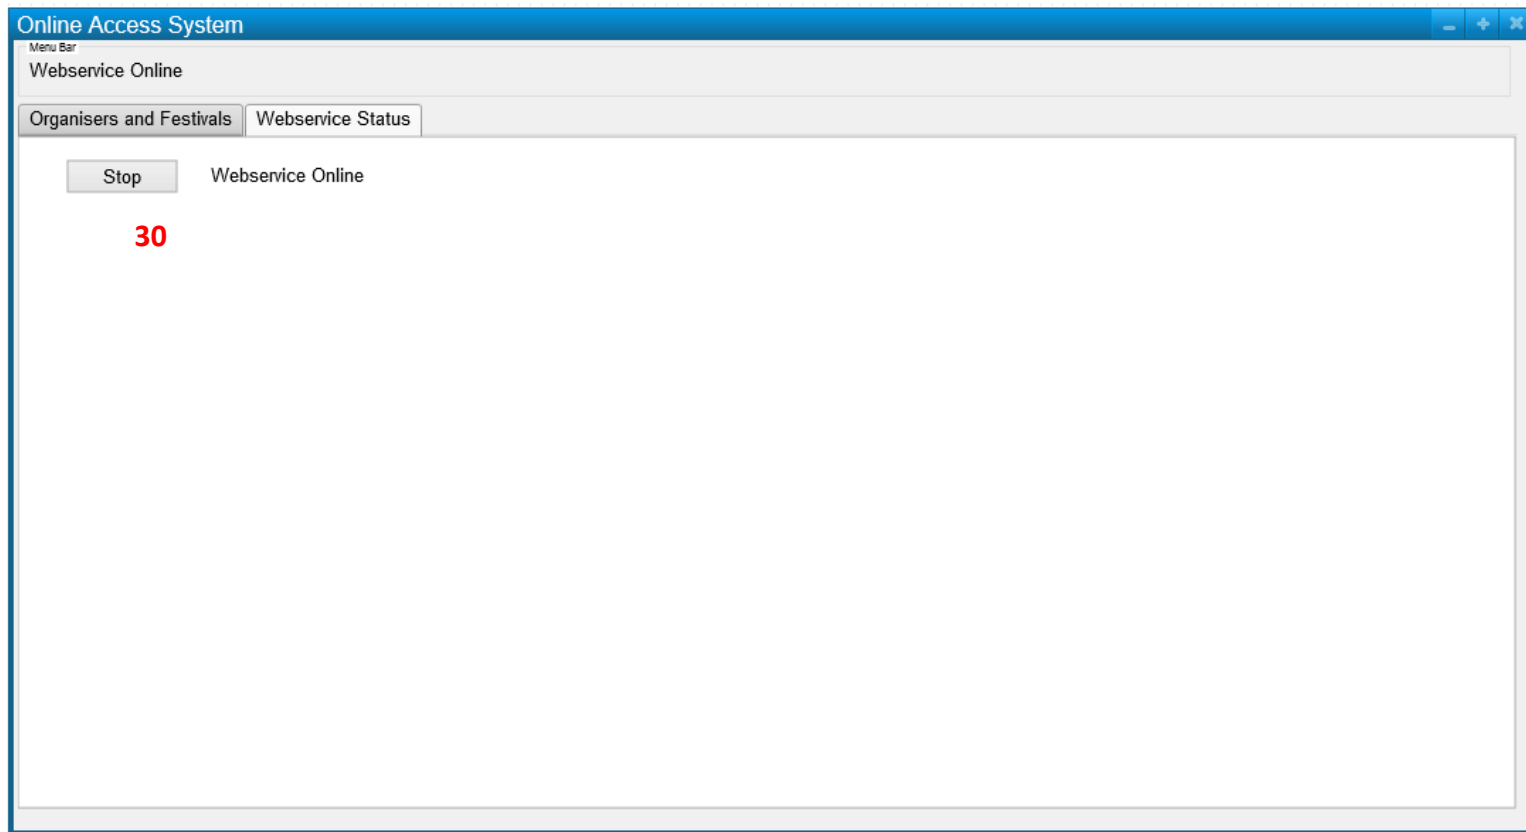 Online Access System
Menu Bar
Webservice Online
Organisers and Festivals Webservice Status
Stop Webservice Online
30